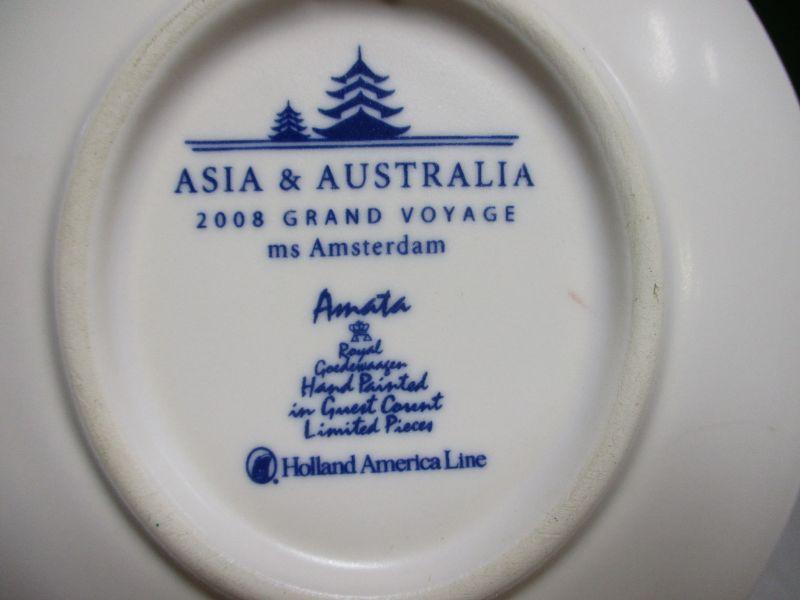 ASIA & AUSTRALIA
2008 GRAND VOYAGE
ms Amsterdam
Amata
Royal
Goedewaagen
Hand Painted
in Guest Corent
Limited Pieces
Holland America Line